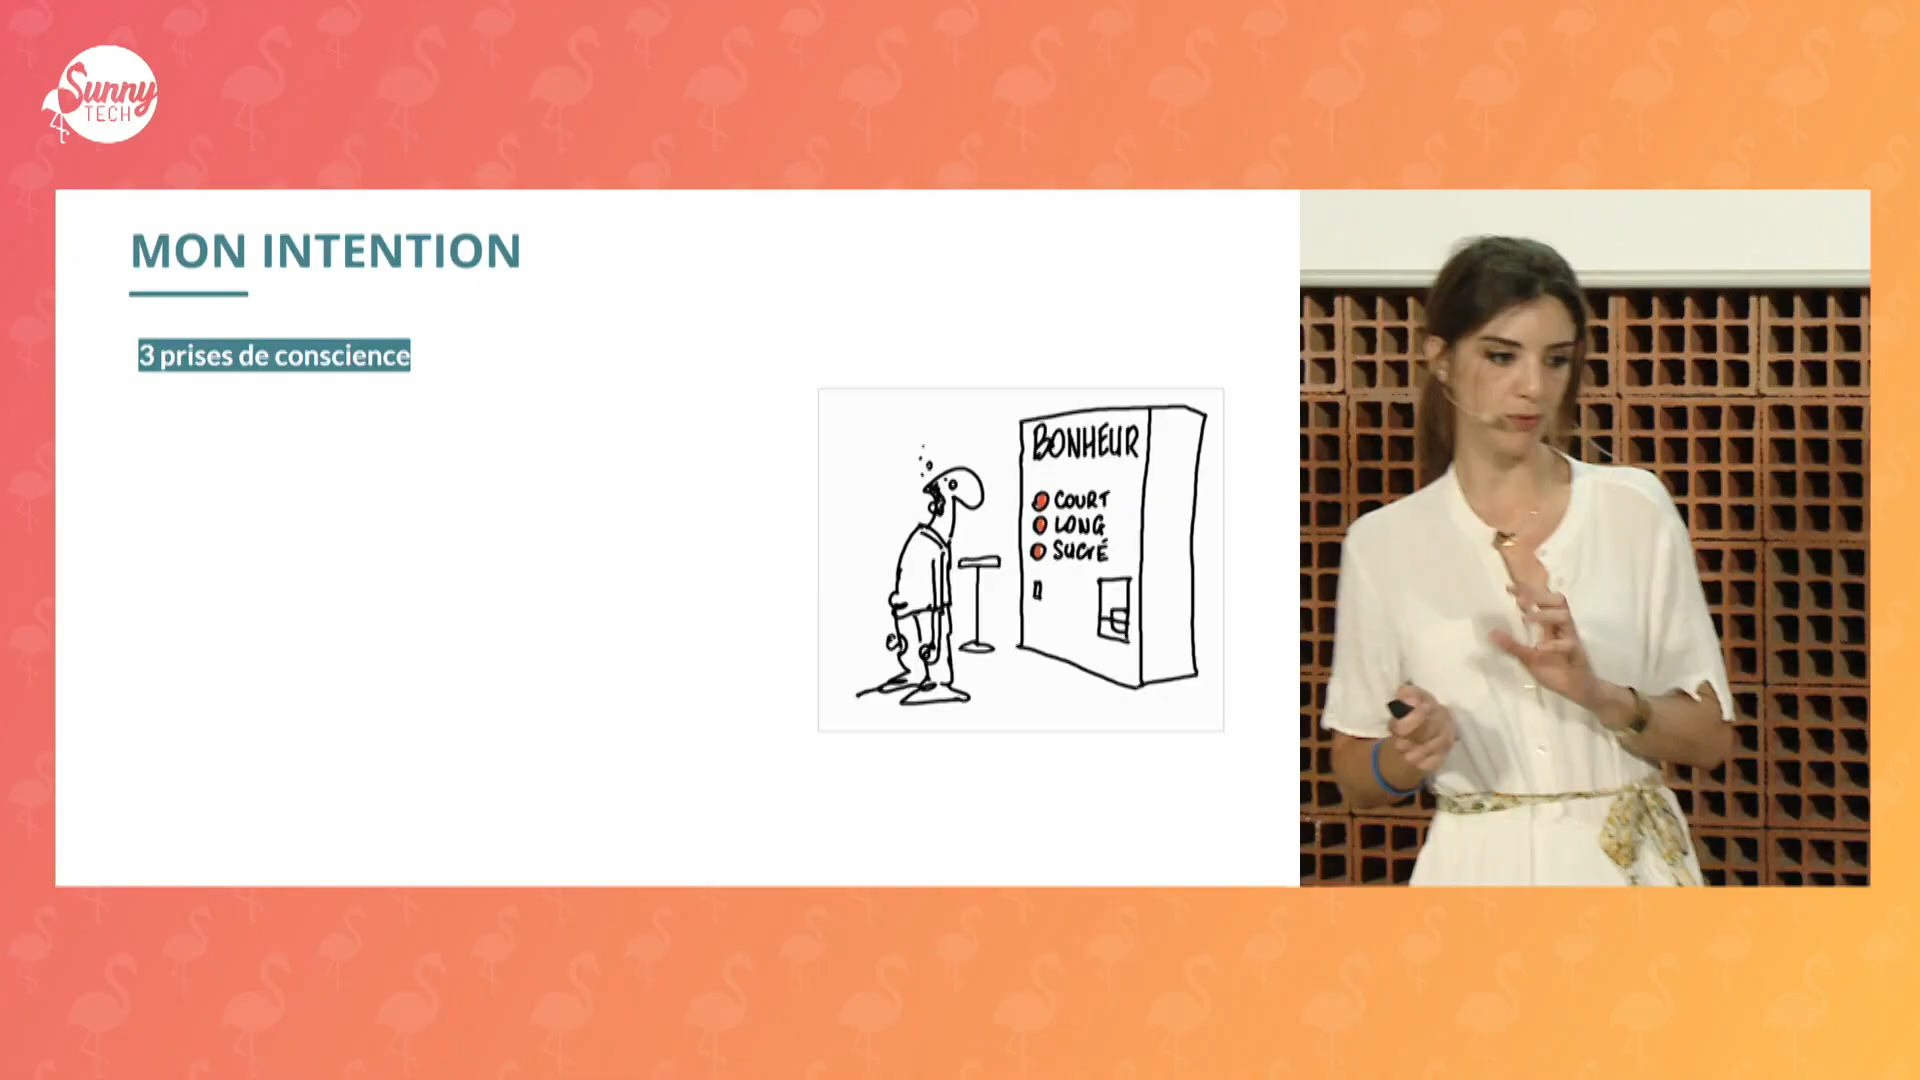 Sunny
TECH
MON INTENTION
3 prises de conscience
BONHEUR
COURT
LONG
SUCRÉ